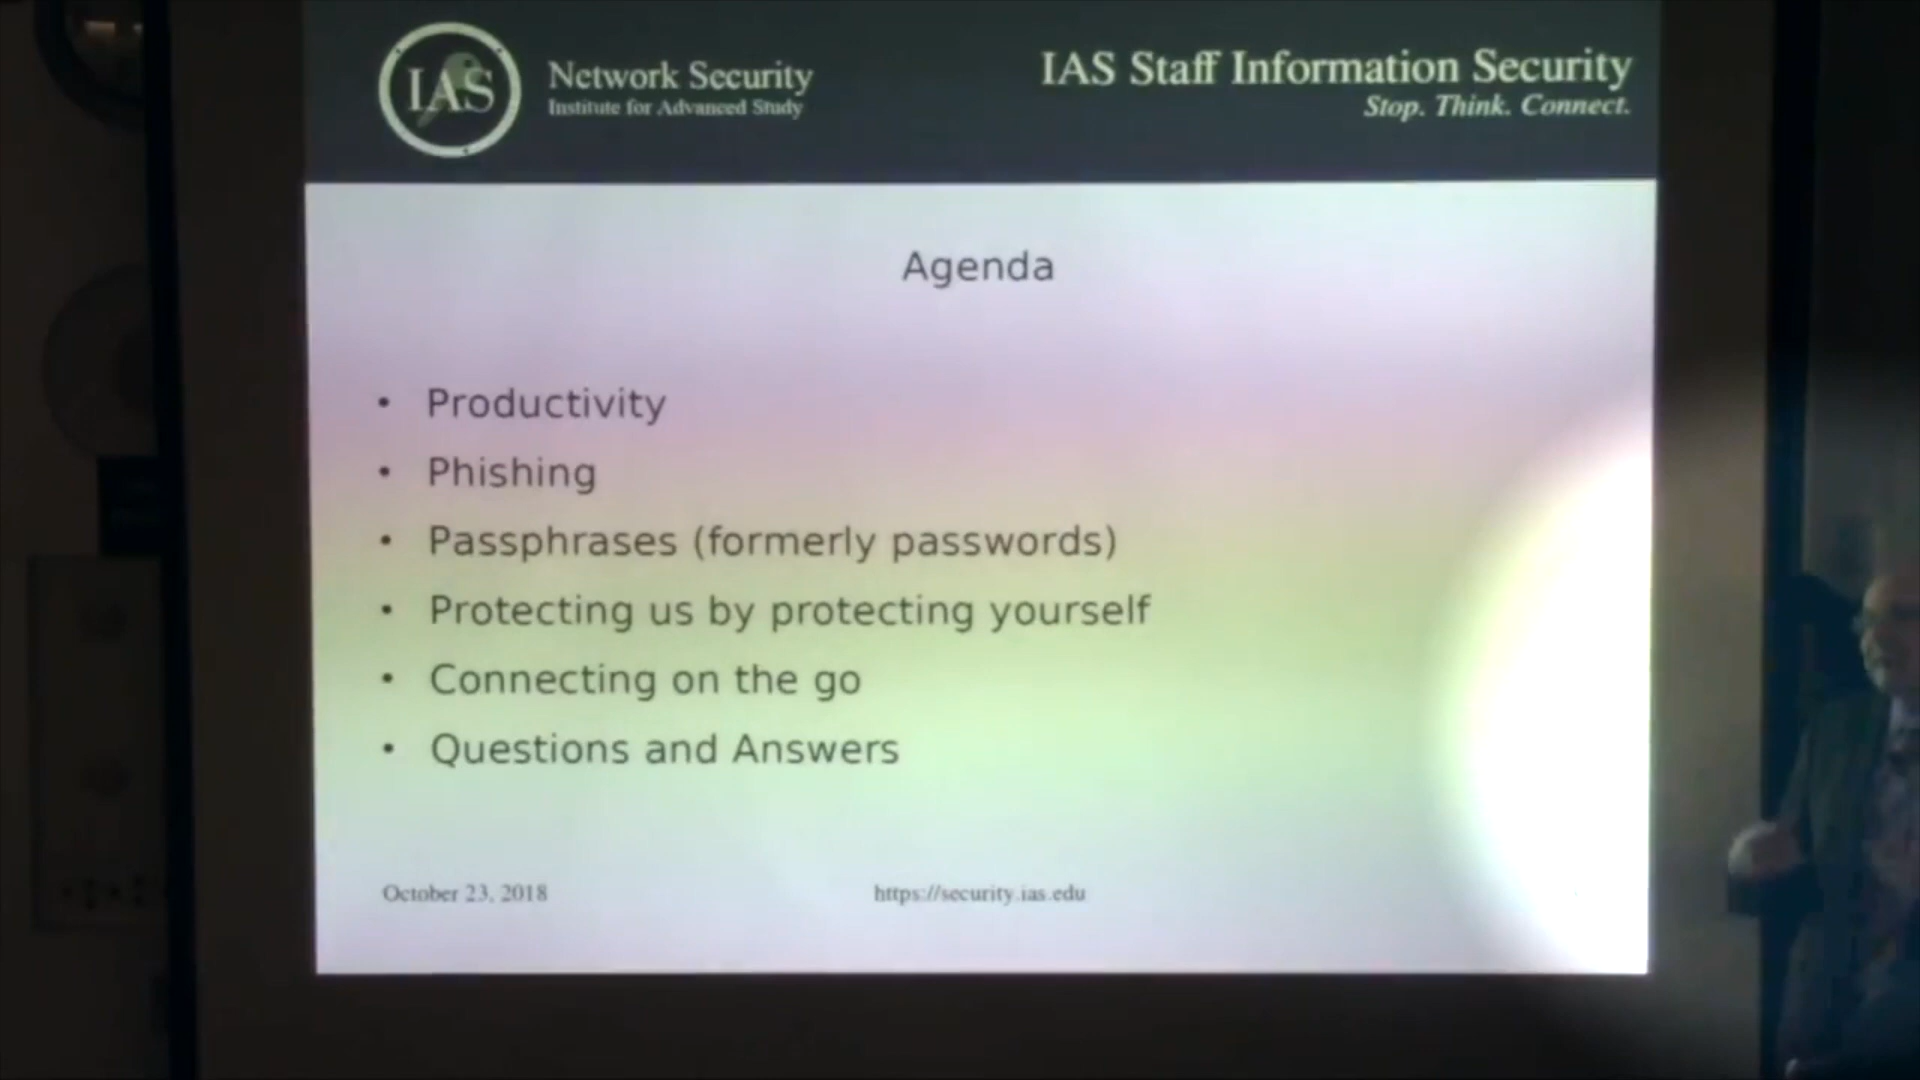 IAS
Network Security
Institute for Advanced Study
IAS Staff Information Security
Stop. Think. Connect.
Agenda
• Productivity
• Phishing
• Passphrases (formerly passwords)
• Protecting us by protecting yourself
• Connecting on the go
• Questions and Answers
October 23, 2018
https://security.ias.edu